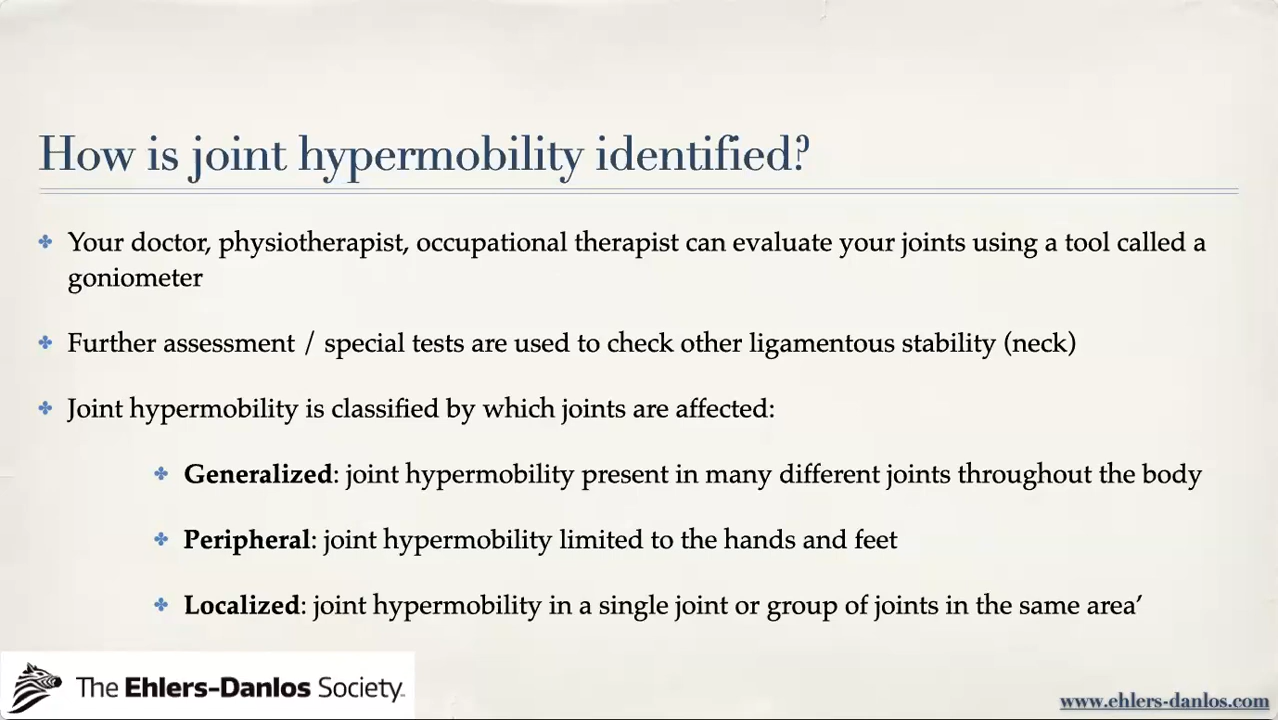 How is joint hypermobility identified?
Your doctor, physiotherapist, occupational therapist can evaluate your joints using a tool called a
goniometer
Further assessment / special tests are used to check other ligamentous stability (neck)
Joint hypermobility is classified by which joints are affected:
Generalized: joint hypermobility present in many different joints throughout the body
Peripheral: joint hypermobility limited to the hands and feet
Localized: joint hypermobility in a single joint or group of joints in the same area’
The Ehlers-Danlos Society™
www.ehlers-danlos.com